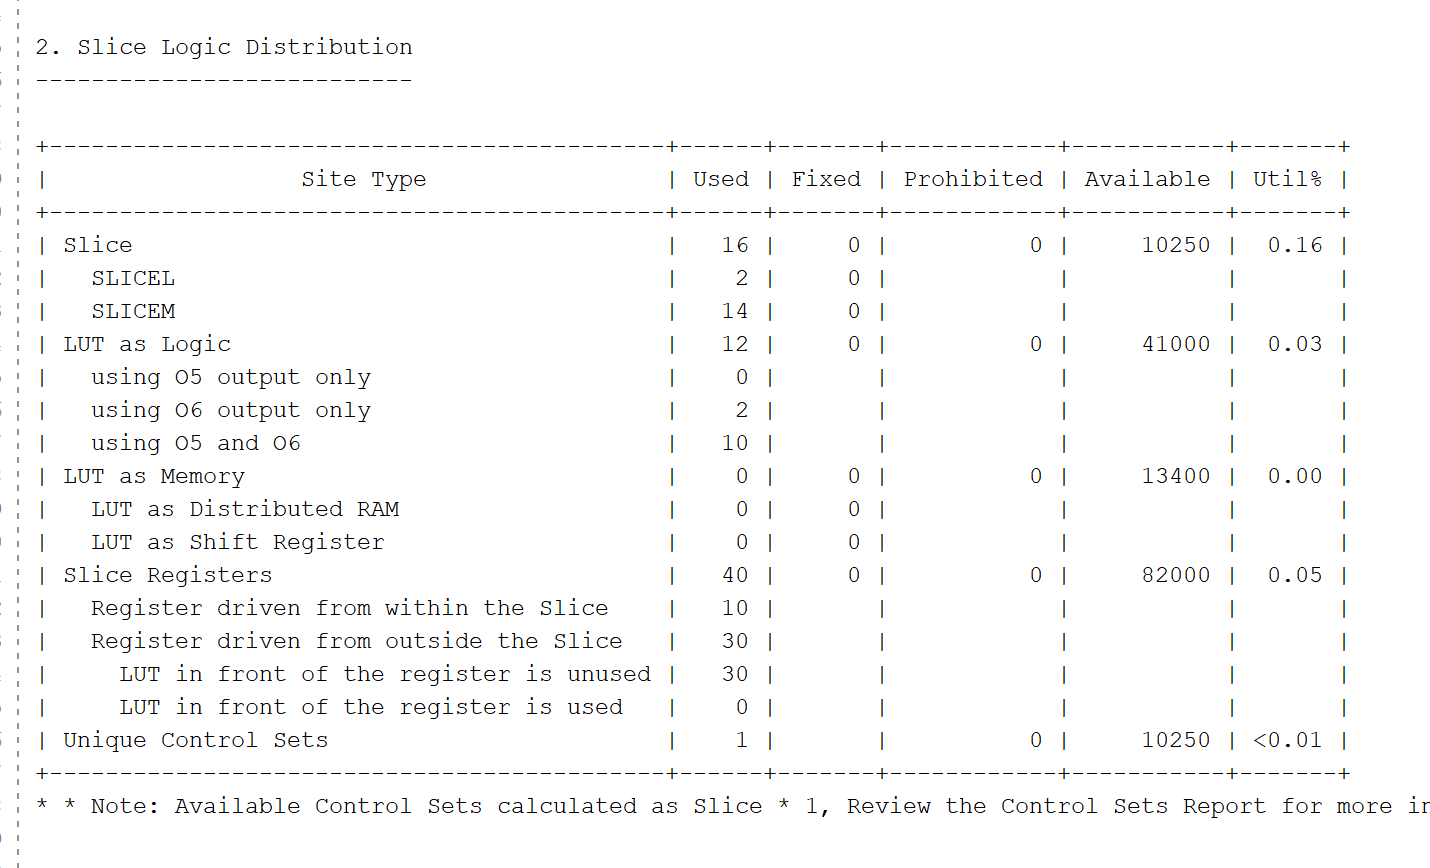 2. Slice Logic Distribution
---------------------------
+--------------------------------------------+------+-------+------------+-----------+-------+
|                  Site Type                 | Used | Fixed | Prohibited | Available | Util% |
+--------------------------------------------+------+-------+------------+-----------+-------+
| Slice                                      |   16 |     0 |          0 |     10250 |  0.16 |
|   SLICEL                                   |    2 |     0 |            |           |       |
|   SLICEM                                   |   14 |     0 |            |           |       |
| LUT as Logic                               |   12 |     0 |          0 |     41000 |  0.03 |
|   using O5 output only                     |    0 |       |            |           |       |
|   using O6 output only                     |    2 |       |            |           |       |
|   using O5 and O6                          |   10 |       |            |           |       |
| LUT as Memory                              |    0 |     0 |          0 |     13400 |  0.00 |
|   LUT as Distributed RAM                   |    0 |     0 |            |           |       |
|   LUT as Shift Register                    |    0 |     0 |            |           |       |
| Slice Registers                            |   40 |     0 |          0 |     82000 |  0.05 |
|   Register driven from within the Slice    |   10 |       |            |           |       |
|   Register driven from outside the Slice   |   30 |       |            |           |       |
|     LUT in front of the register is unused |   30 |       |            |           |       |
|     LUT in front of the register is used   |    0 |       |            |           |       |
| Unique Control Sets                        |    1 |       |          0 |     10250 | <0.01 |
+--------------------------------------------+------+-------+------------+-----------+-------+
* * Note: Available Control Sets calculated as Slice * 1, Review the Control Sets Report for more